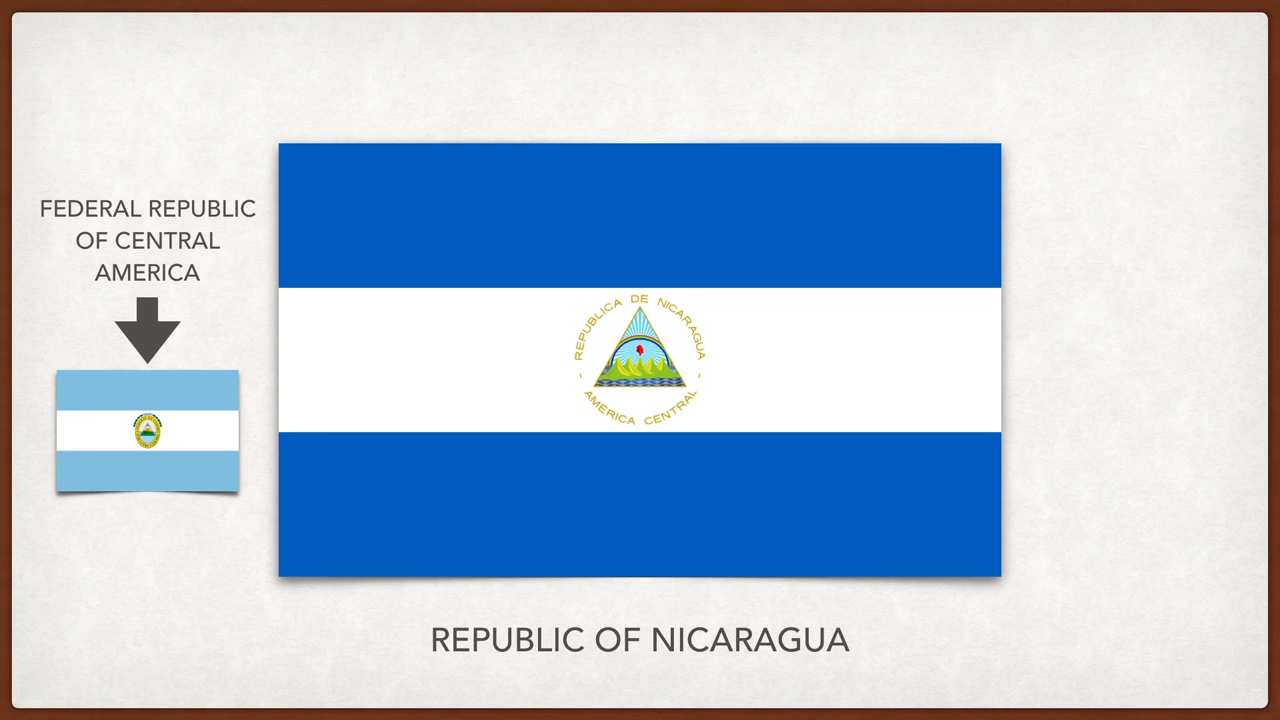 FEDERAL REPUBLIC
OF CENTRAL
AMERICA
REPUBLICA DE NICARAGUA
- AMERICA CENTRAL -
REPUBLIC OF NICARAGUA